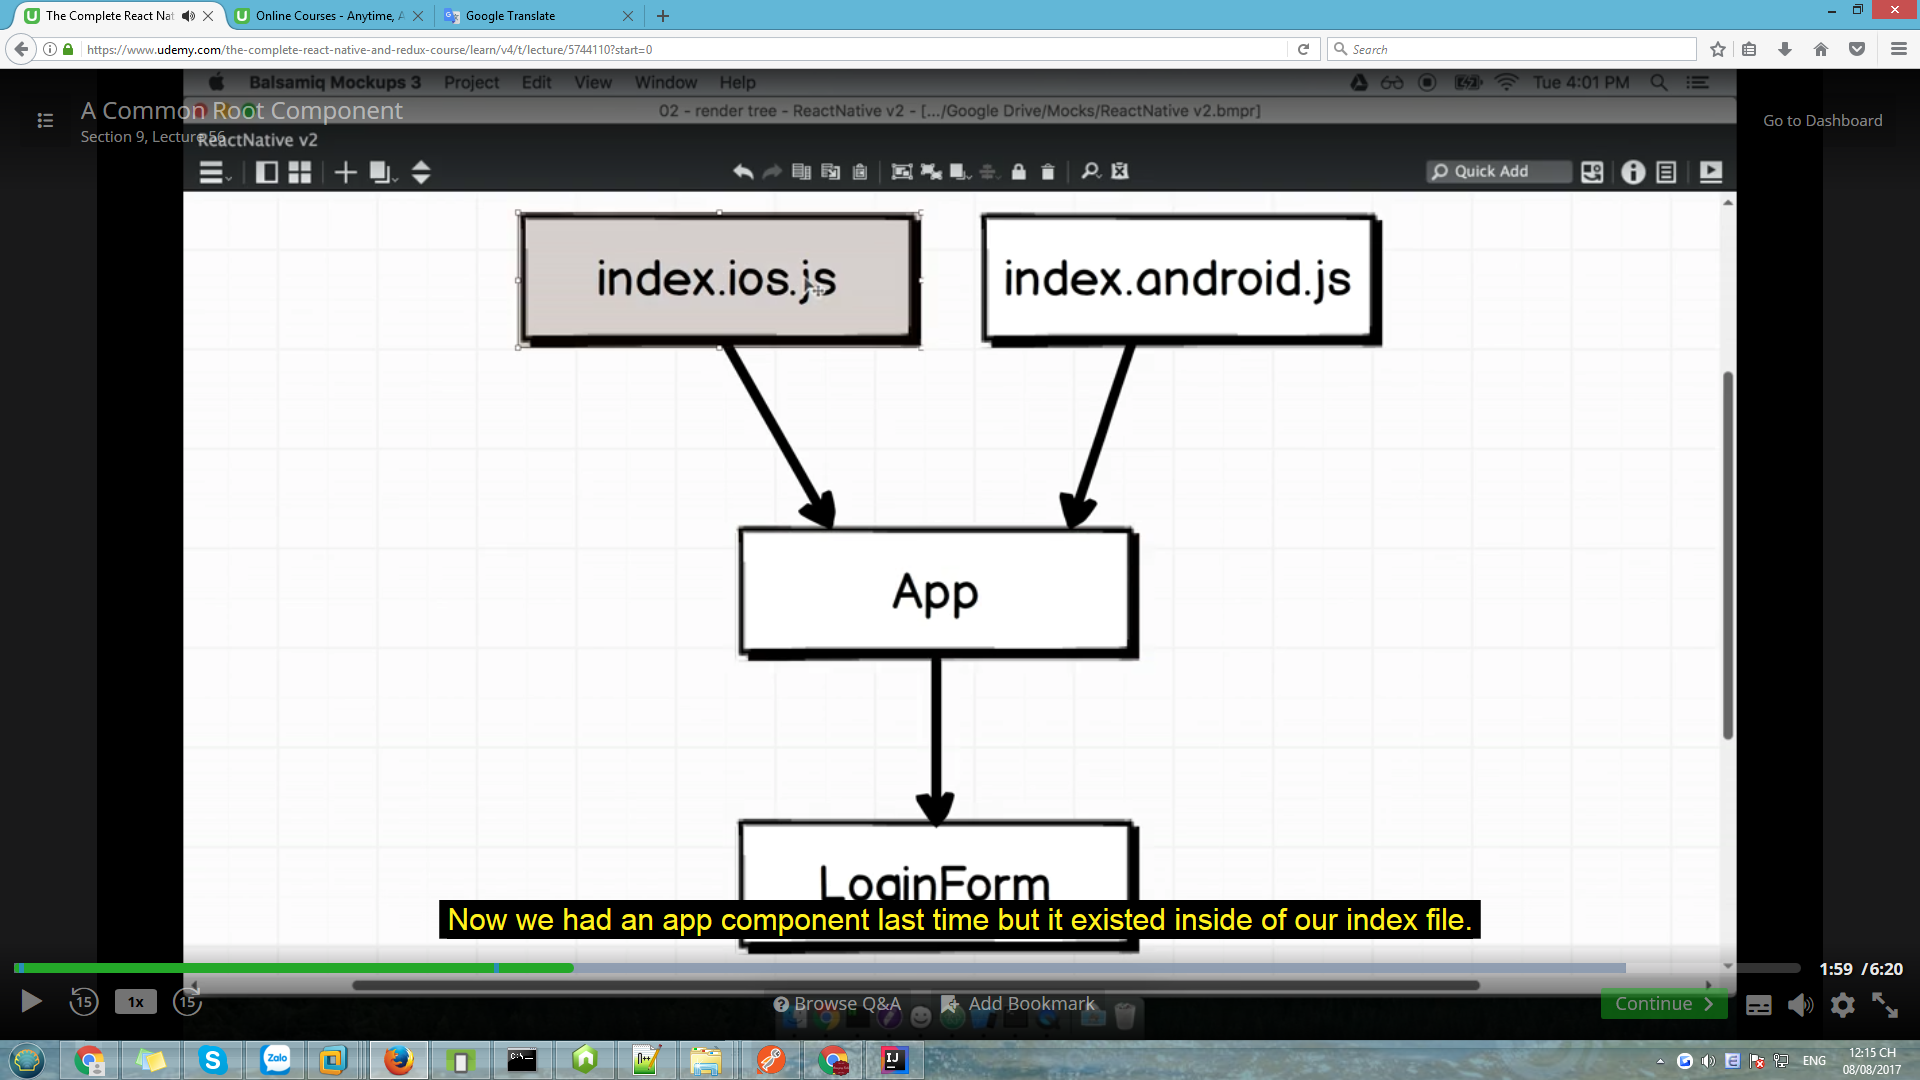 The Complete React Nat
Online Courses - Anytime, A
Google Translate
https://www.udemy.com/the-complete-react-native-and-redux-course/learn/v4/t/lecture/5744110?start=0
Search
Balsamiq Mockups 3 Project Edit View Window Help
Tue 4:01 PM
A Common Root Component
02 - render tree - ReactNative v2 - [.../Google Drive/Mocks/ReactNative v2.bmpr]
Go to Dashboard
Section 9, Lecture 56
ReactNative v2
Quick Add
index.ios.js
index.android.js
App
LoginForm
Now we had an app component last time but it existed inside of our index file.
1:59 / 6:20
15
1x
15
Browse Q&A
Add Bookmark
Continue
ENG
12:15 CH
08/08/2017